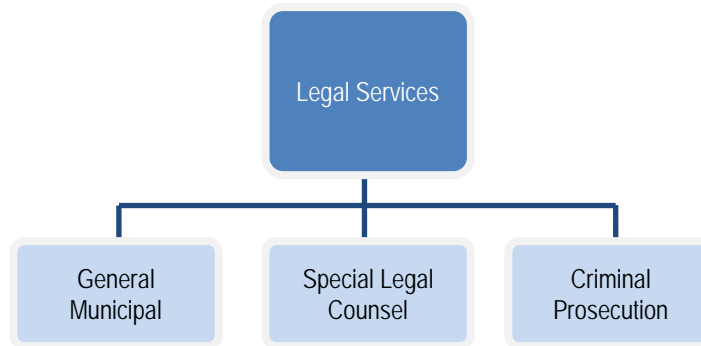 Legal Services
General
Municipal
Special Legal
Counsel
Criminal
Prosecution